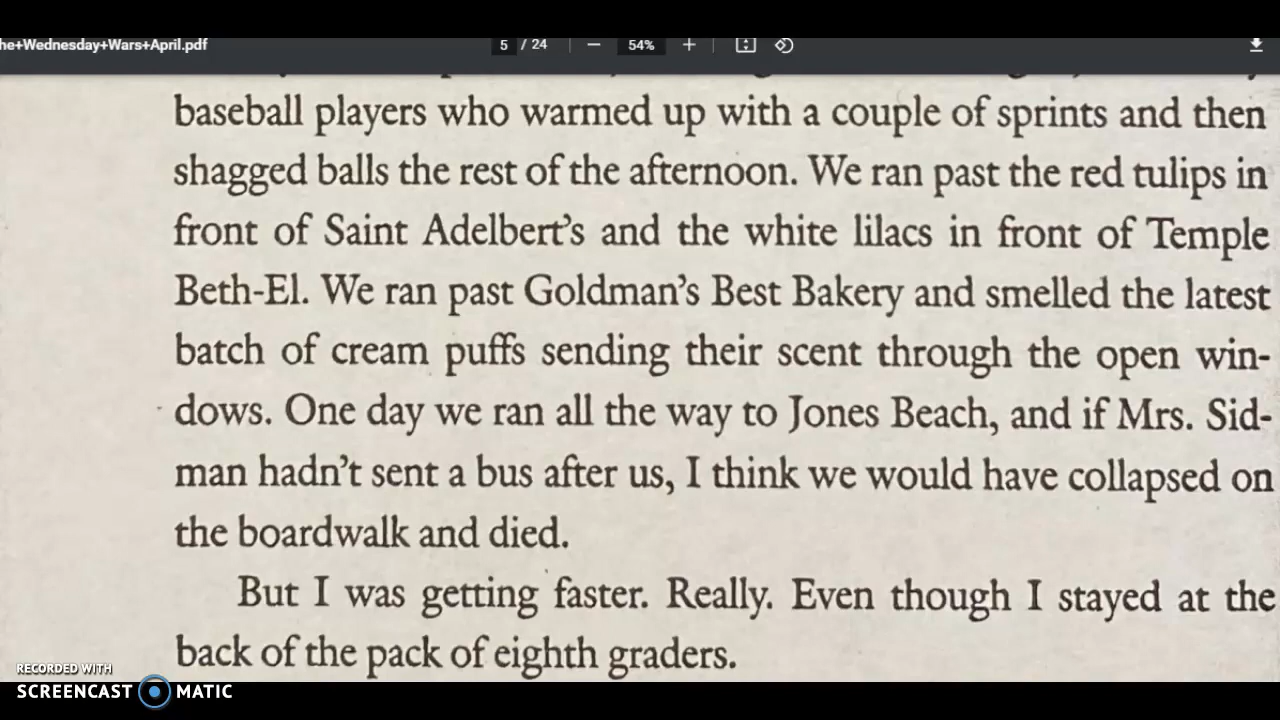 he+Wednesday+Wars+April.pdf 5 / 24 54%
baseball players who warmed up with a couple of sprints and then
shagged balls the rest of the afternoon. We ran past the red tulips in
front of Saint Adelbert’s and the white lilacs in front of Temple
Beth-El. We ran past Goldman’s Best Bakery and smelled the latest
batch of cream puffs sending their scent through the open win-
dows. One day we ran all the way to Jones Beach, and if Mrs. Sid-
man hadn’t sent a bus after us, I think we would have collapsed on
the boardwalk and died.
But I was getting faster. Really. Even though I stayed at the
back of the pack of eighth graders.
RECORDED WITH
SCREENCAST MATIC